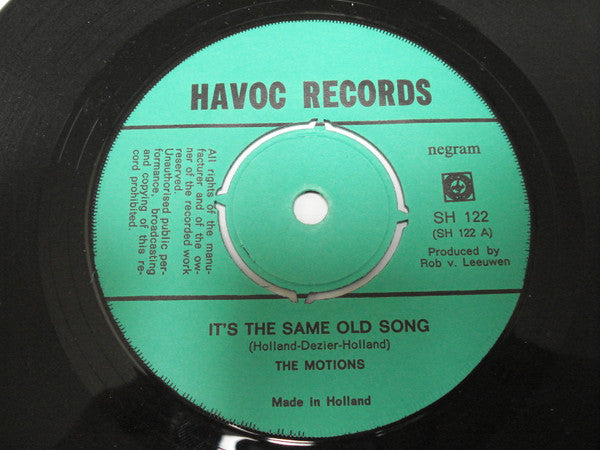 HAVOC RECORDS
All rights of the manu-
facturer and of the ow-
ner of the recorded work
reserved.
Unauthorised public per-
formance, broadcasting
and copying of this re-
cord prohibited.
negram
SH 122
(SH 122 A)
Produced by
Rob v. Leeuwen
IT'S THE SAME OLD SONG
(Holland-Dezier-Holland)
THE MOTIONS
Made in Holland